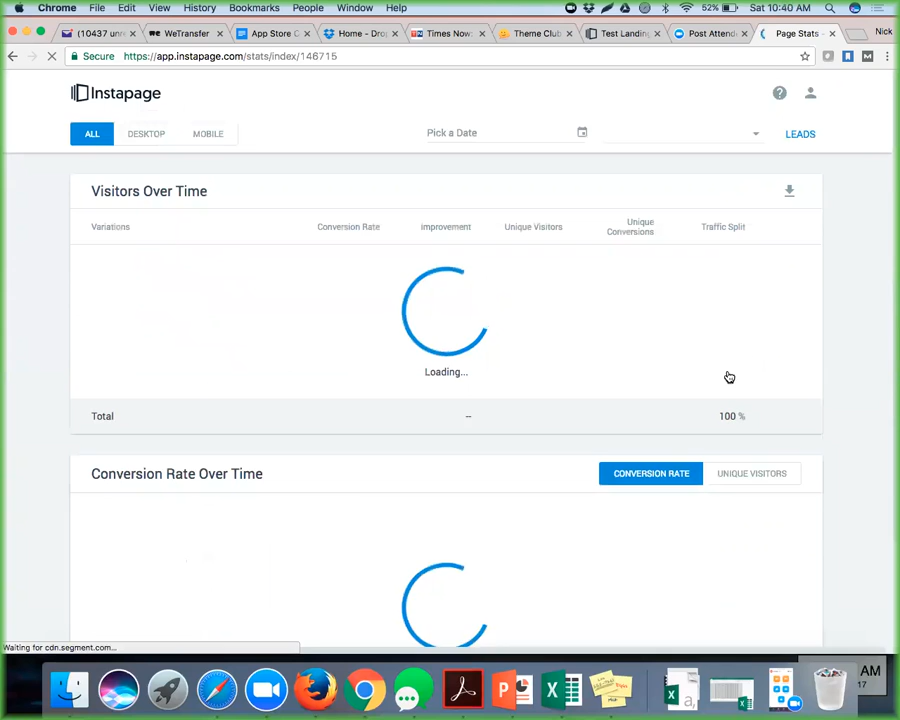 Chrome File Edit View History Bookmarks People Window Help 52% Sat 10:40 AM
(10437 unr WeTransfer App Store C Home - Drop Times Now: Theme Club Test Landing Post Attend Page Stats - Nick
Secure https://app.instapage.com/stats/index/146715
Instapage
ALL DESKTOP MOBILE Pick a Date LEADS
Visitors Over Time
Variations Conversion Rate Improvement Unique Visitors Unique Conversions Traffic Split
Loading...
Total -- 100 %
Conversion Rate Over Time CONVERSION RATE UNIQUE VISITORS
Waiting for cdn.segment.com...
AM
17